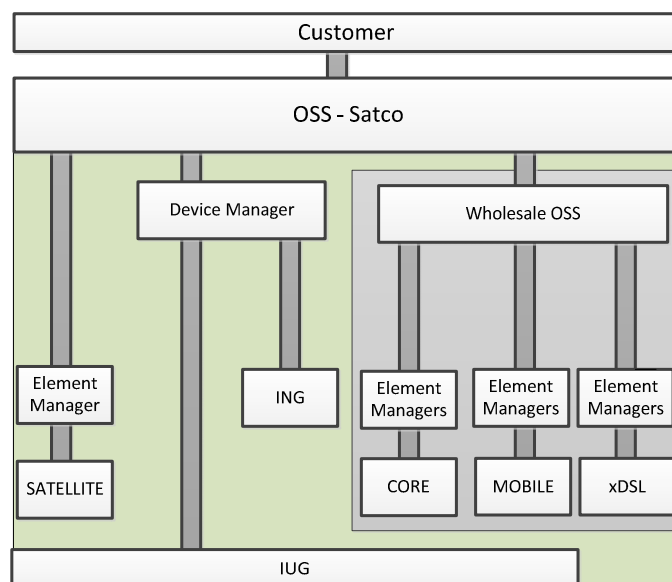 Customer
OSS - Satco
Device Manager
Wholesale OSS
Element
Manager
ING
Element
Managers
Element
Managers
Element
Managers
SATELLITE
CORE
MOBILE
xDSL
IUG